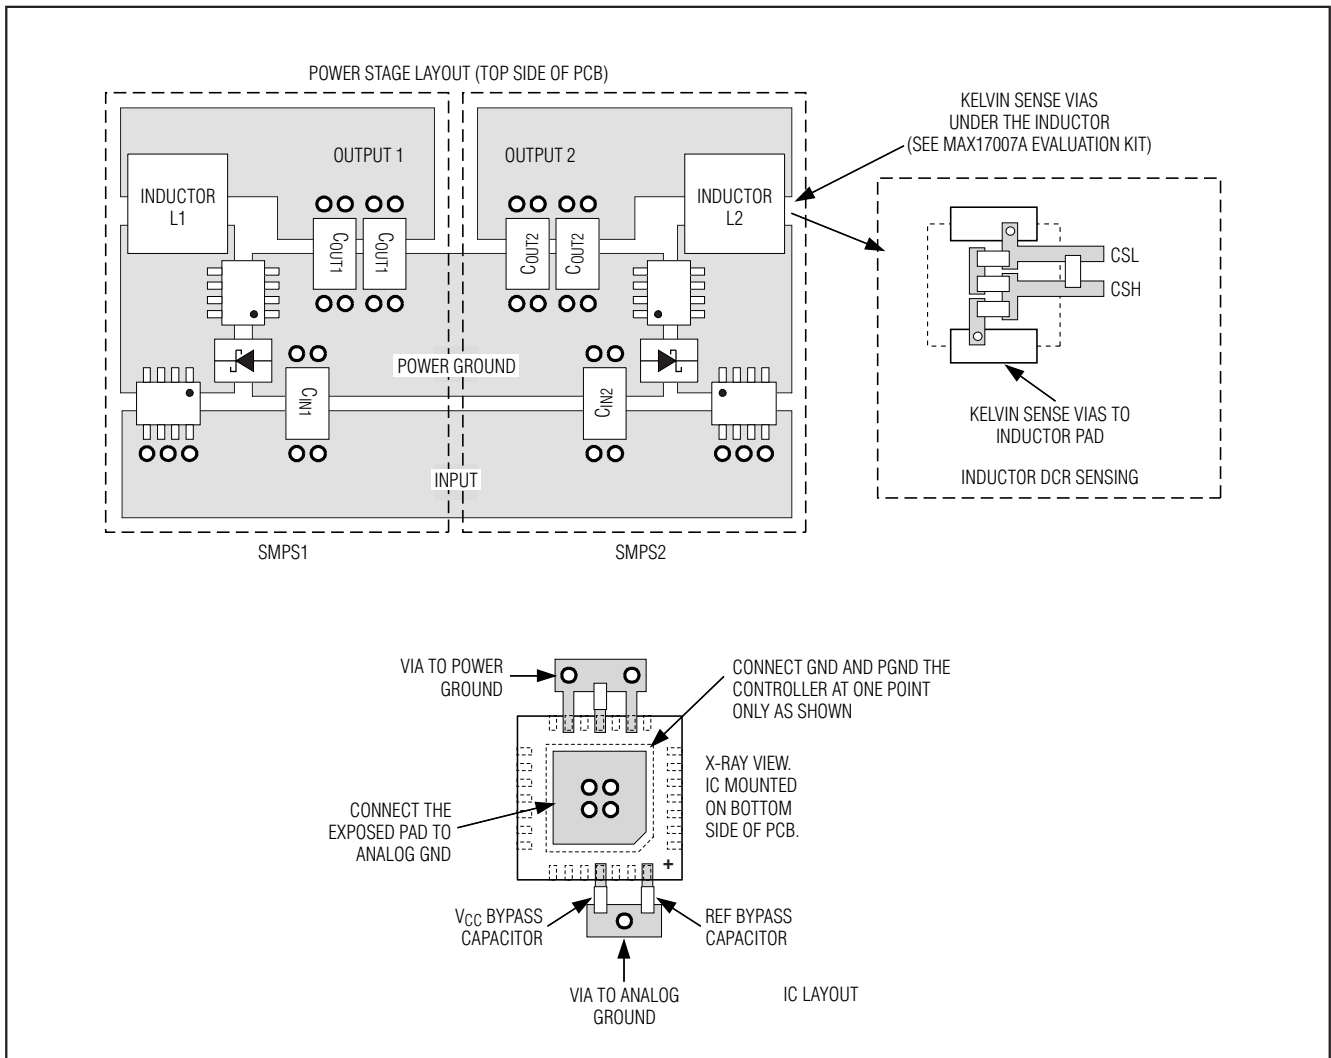 POWER STAGE LAYOUT (TOP SIDE OF PCB)
KELVIN SENSE VIAS
UNDER THE INDUCTOR
(SEE MAX17007A EVALUATION KIT)
OUTPUT 1
OUTPUT 2
INDUCTOR
L1
INDUCTOR
L2
COUT1
COUT1
COUT2
COUT2
CSL
CSH
POWER GROUND
CIN1
CIN2
KELVIN SENSE VIAS TO
INDUCTOR PAD
INPUT
INDUCTOR DCR SENSING
SMPS1
SMPS2
VIA TO POWER
GROUND
CONNECT GND AND PGND THE
CONTROLLER AT ONE POINT
ONLY AS SHOWN
X-RAY VIEW.
IC MOUNTED
ON BOTTOM
SIDE OF PCB.
CONNECT THE
EXPOSED PAD TO
ANALOG GND
+
VCC BYPASS
CAPACITOR
REF BYPASS
CAPACITOR
VIA TO ANALOG
GROUND
IC LAYOUT